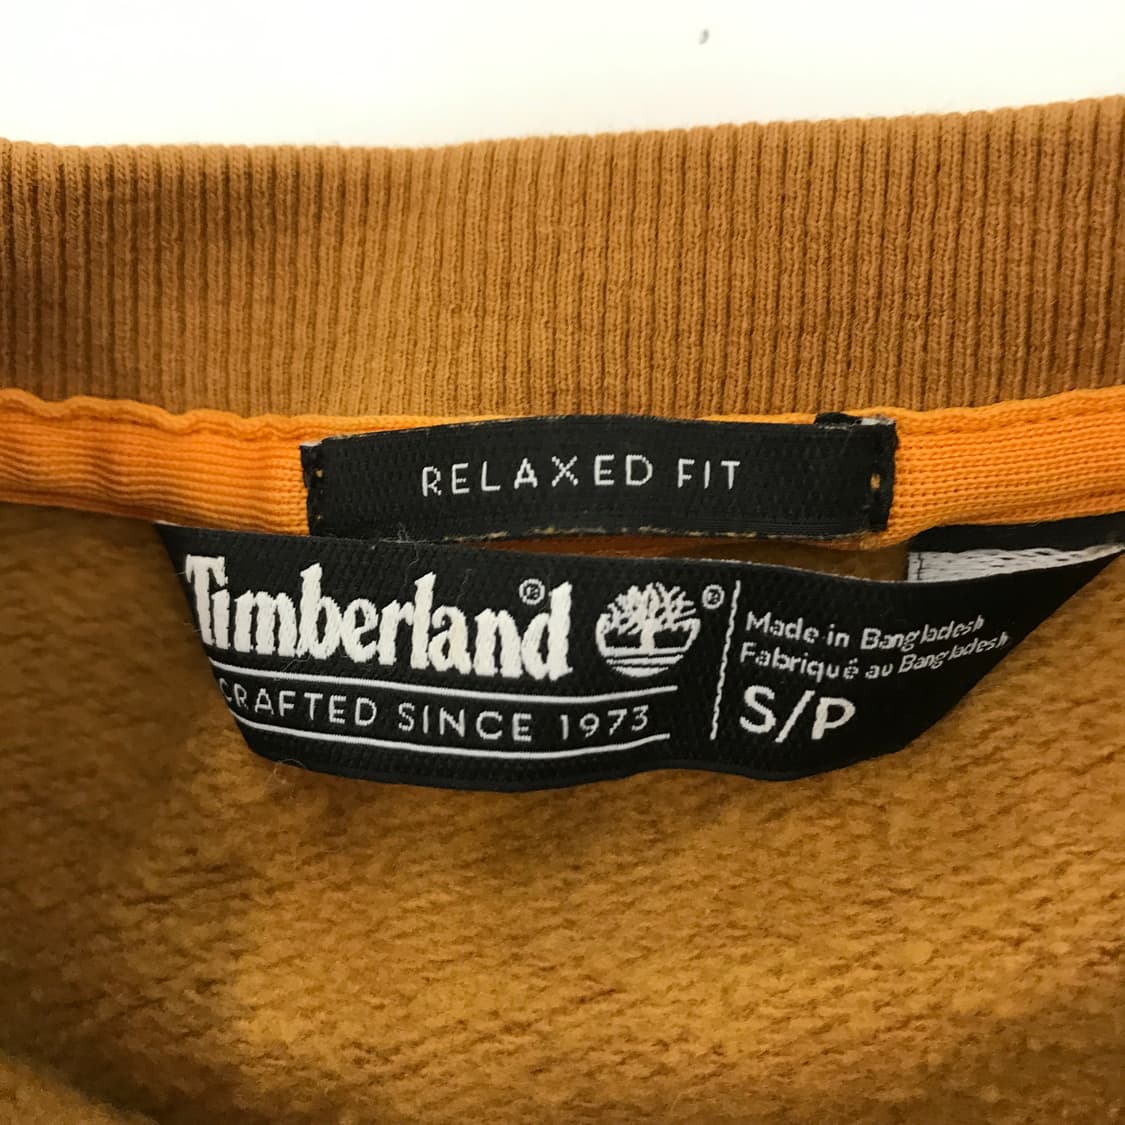 RELAXED FIT
Timberland®
®
CRAFTED SINCE 1973
Made in Bangladesh
Fabriqué au Bangladesh
S/P